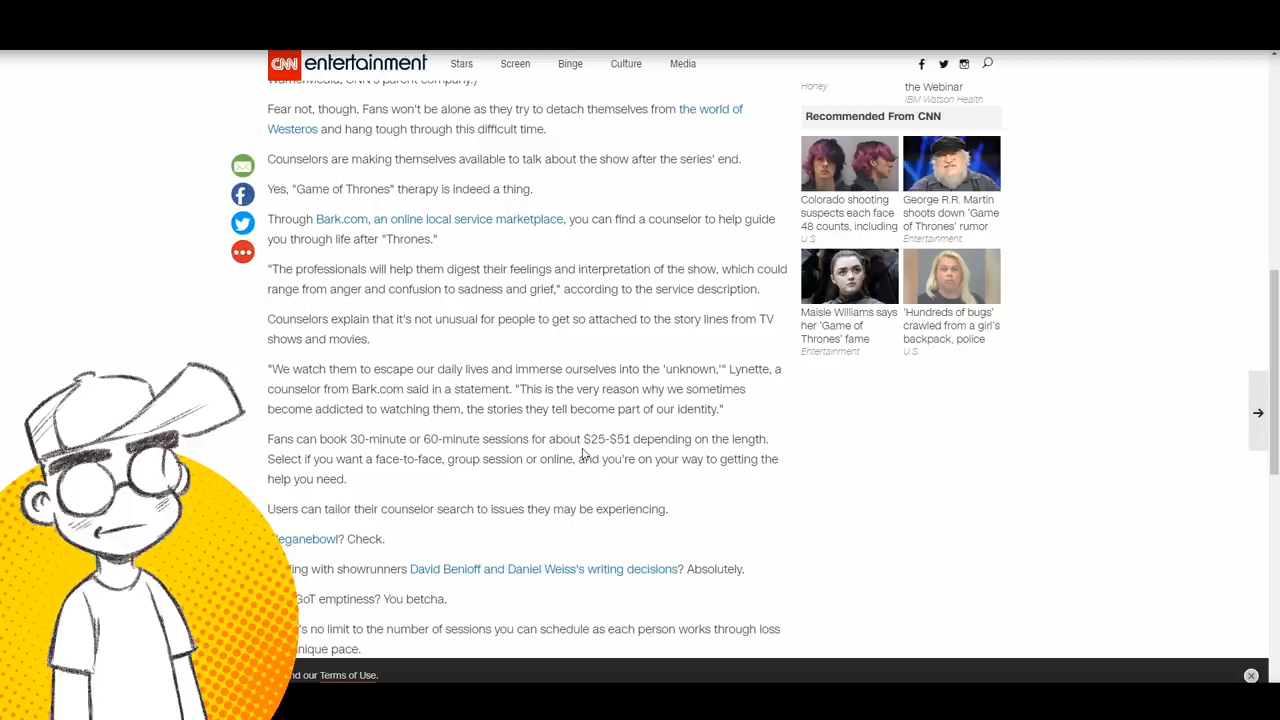 CNN entertainment Stars Screen Binge Culture Media
WarnerMedia, CNN's parent company.)
Fear not, though. Fans won't be alone as they try to detach themselves from the world of
Westeros and hang tough through this difficult time.
Counselors are making themselves available to talk about the show after the series' end.
Yes, "Game of Thrones" therapy is indeed a thing.
Through Bark.com, an online local service marketplace, you can find a counselor to help guide
you through life after "Thrones."
"The professionals will help them digest their feelings and interpretation of the show, which could
range from anger and confusion to sadness and grief," according to the service description.
Counselors explain that it's not unusual for people to get so attached to the story lines from TV
shows and movies.
"We watch them to escape our daily lives and immerse ourselves into the 'unknown,'" Lynette, a
counselor from Bark.com said in a statement. "This is the very reason why we sometimes
become addicted to watching them, the stories they tell become part of our identity."
Fans can book 30-minute or 60-minute sessions for about $25-$51 depending on the length.
Select if you want a face-to-face, group session or online, and you're on your way to getting the
help you need.
Users can tailor their counselor search to issues they may be experiencing.
eganebowl? Check.
ing with showrunners David Benioff and Daniel Weiss's writing decisions? Absolutely.
GoT emptiness? You betcha.
's no limit to the number of sessions you can schedule as each person works through loss
nique pace.
nd our Terms of Use.
Honey
the Webinar
IBM Watson Health
Recommended From CNN
Colorado shooting
suspects each face
48 counts, including
U.S.
George R.R. Martin
shoots down 'Game
of Thrones' rumor
Entertainment
Maisie Williams says
her 'Game of
Thrones' fame
Entertainment
'Hundreds of bugs'
crawled from a girl's
backpack, police
U.S.